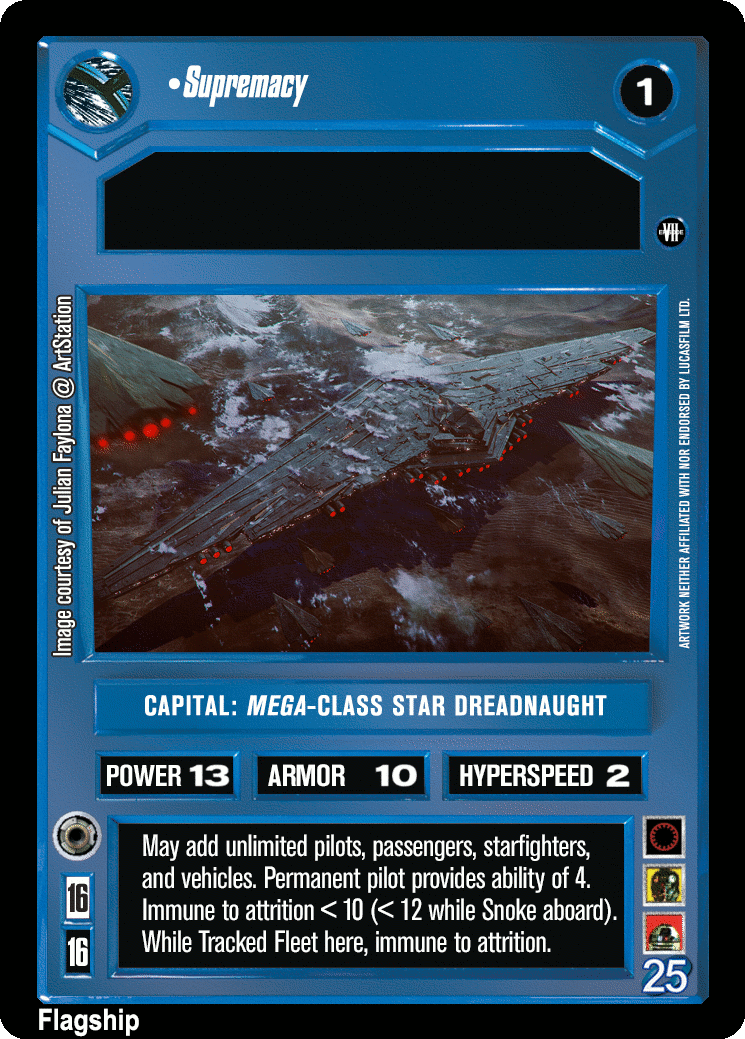 •Supremacy
1
EPISODE
VII
Image courtesy of Julian Faylona @ ArtStation
ARTWORK NEITHER AFFILIATED WITH NOR ENDORSED BY LUCASFILM LTD.
CAPITAL: MEGA-CLASS STAR DREADNAUGHT
POWER 13 ARMOR 10 HYPERSPEED 2
May add unlimited pilots, passengers, starfighters,
and vehicles. Permanent pilot provides ability of 4.
Immune to attrition < 10 (< 12 while Snoke aboard).
While Tracked Fleet here, immune to attrition.
16
16
25
Flagship